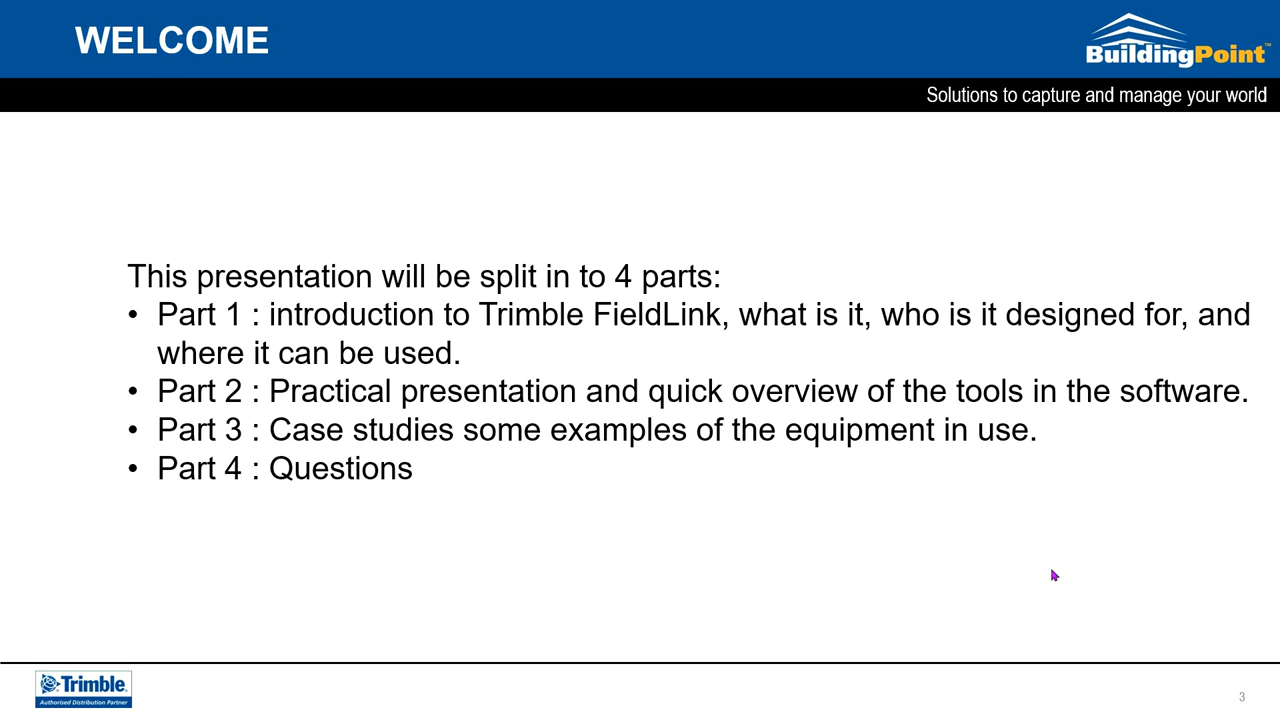 WELCOME
BuildingPoint™
Solutions to capture and manage your world
This presentation will be split in to 4 parts:
• Part 1 : introduction to Trimble FieldLink, what is it, who is it designed for, and
where it can be used.
• Part 2 : Practical presentation and quick overview of the tools in the software.
• Part 3 : Case studies some examples of the equipment in use.
• Part 4 : Questions
Trimble.
Authorised Distribution Partner
3